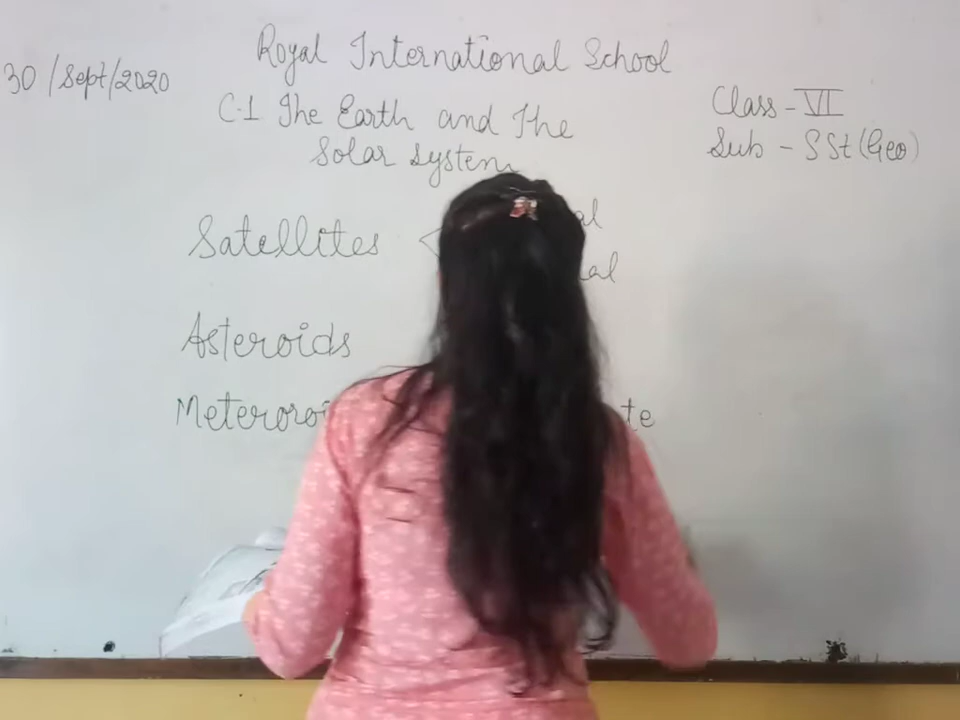 Royal International School
30/Sept/2020
C.1 The Earth and The
Solar System
Class - VI
Sub - SSt (Geo)
Satellites
Asteroids